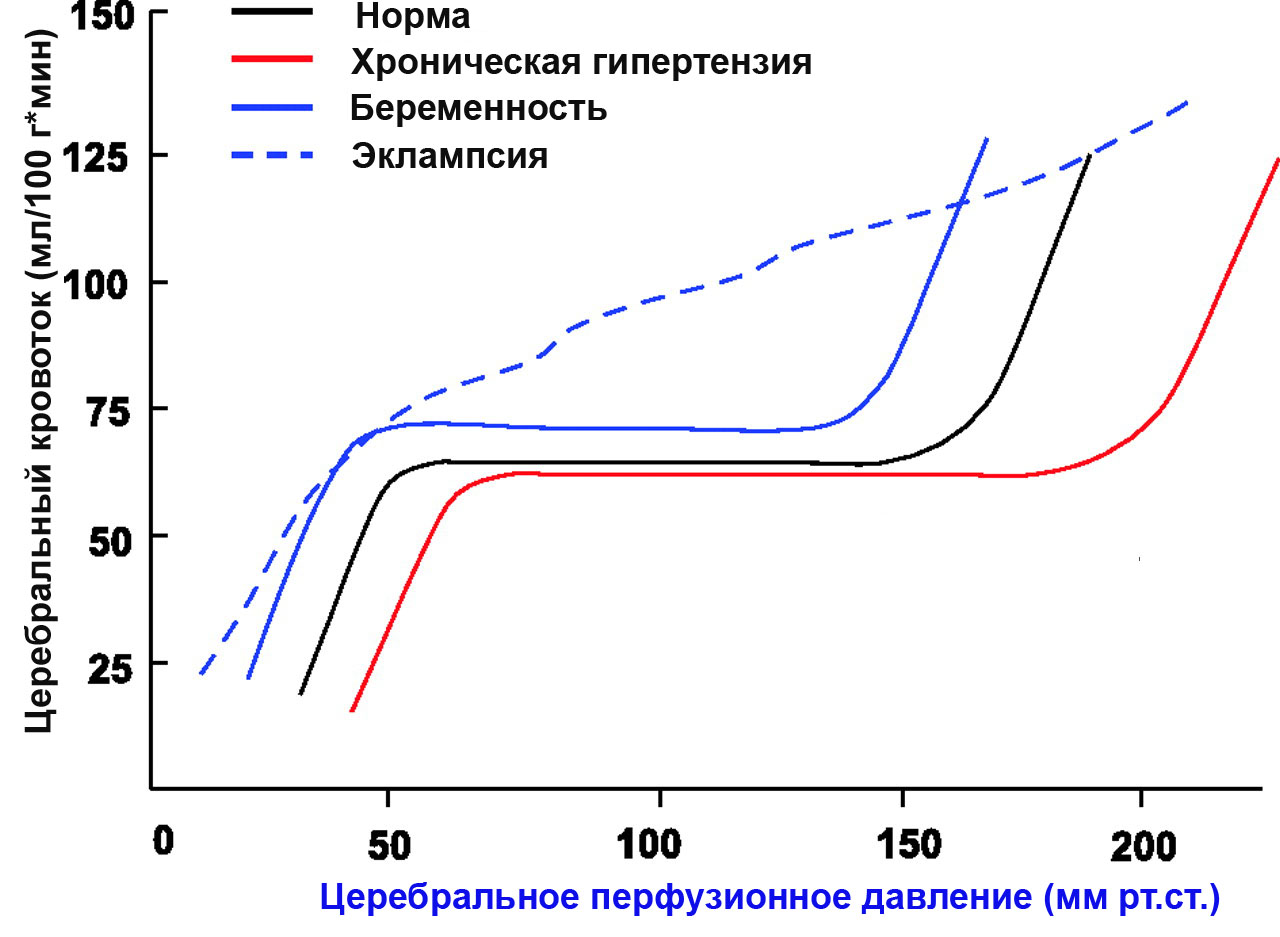 150
Норма
Хроническая гипертензия
Беременность
125
Эклампсия
100
75
50
25
Церебральный кровоток (мл/100 г*мин)
0
50
100
150
200
Церебральное перфузионное давление (мм рт.ст.)